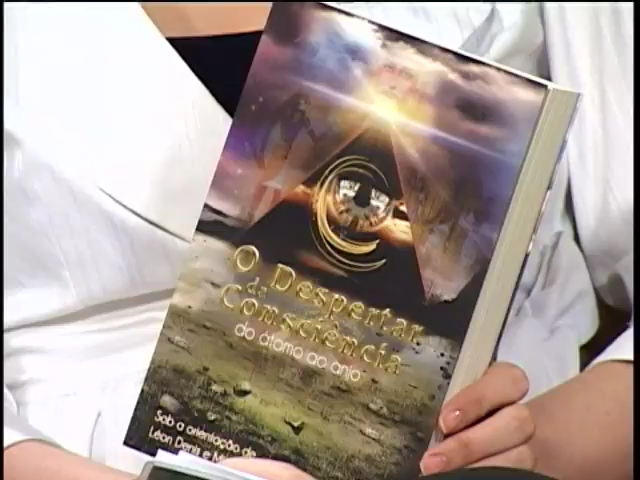 O Despertar
da
Consciência
do átomo ao anjo
Sob a orientação de
Léon Denis e